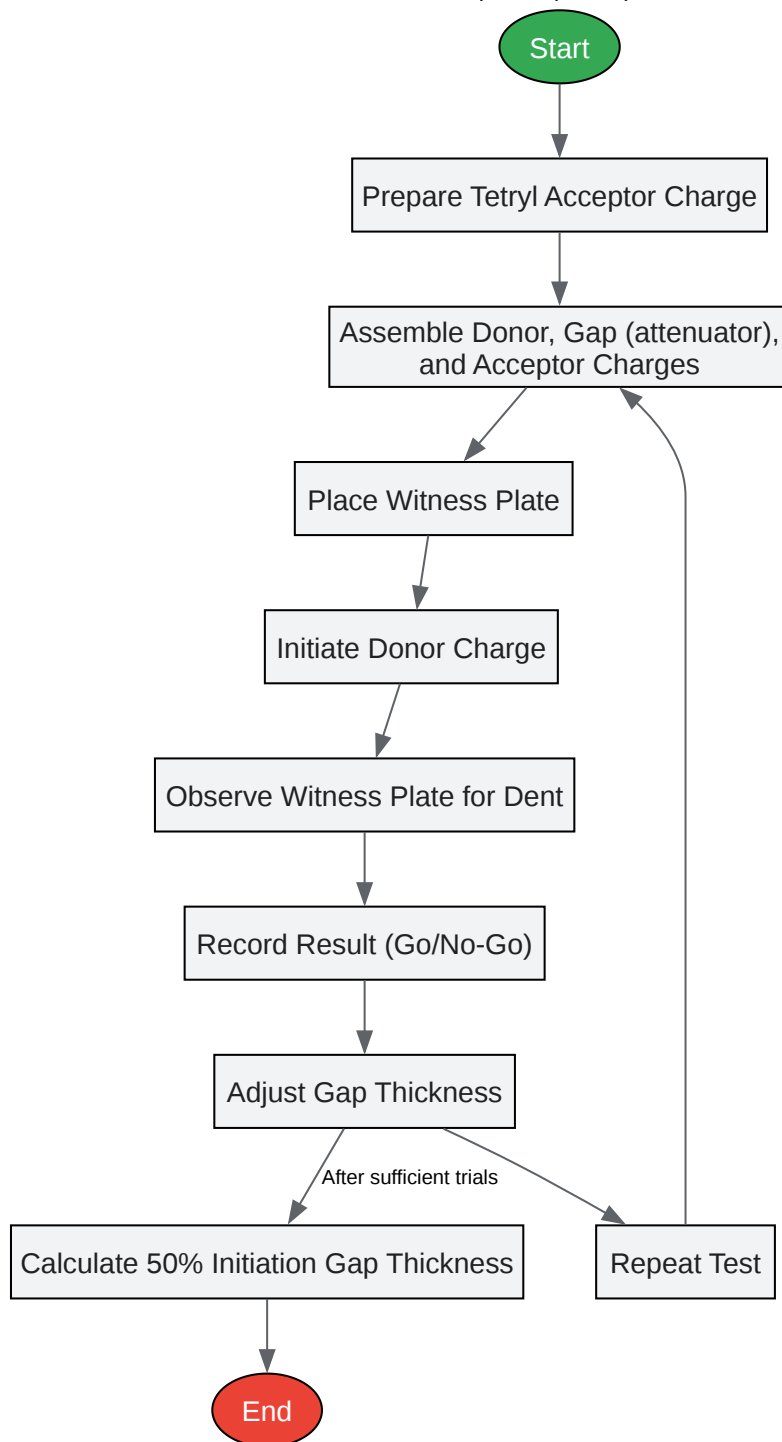 Start
Prepare Tetryl Acceptor Charge
Assemble Donor, Gap (attenuator),
and Acceptor Charges
Place Witness Plate
Initiate Donor Charge
Observe Witness Plate for Dent
Record Result (Go/No-Go)
Adjust Gap Thickness
After sufficient trials
Calculate 50% Initiation Gap Thickness
Repeat Test
End